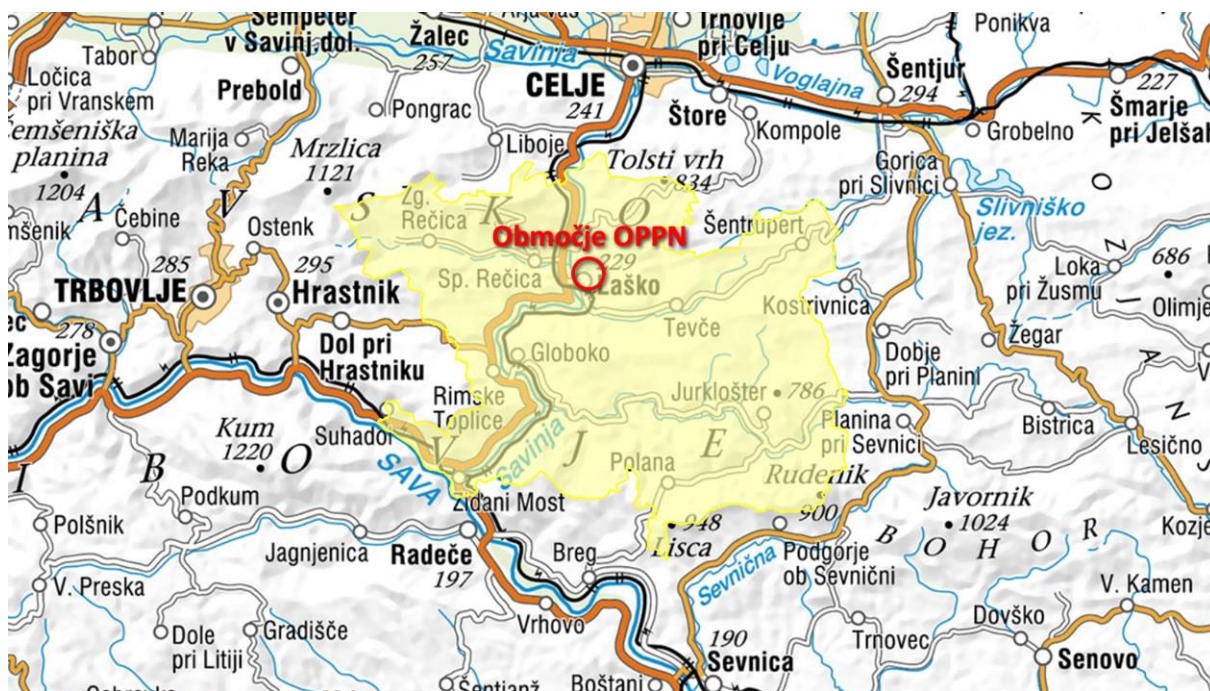 Šempeter
v Savinj. dol.
Arja vas
Trnovlje
pri Celju
Ponikva
Tabor
Žalec
257
Savinja
Voglajna
Ločica
pri Vranskem
Prebold
CELJE
241
Šentjur
294
227
Šmarje
pri Jelšah
Pongrac
Štore
Kompole
Grobelno
Marija
Reka
Liboje
Mrzlica
1121
Tolsti vrh
834
Gorica
pri Slivnici
planina
1204
Zg.
Rečica
Šentrupert
Slivniško
jez.
Čebine
Ostenk
A
V
S
K
O
K
O
Z
J
A
N
S
Območje OPPN
285
295
Sp. Rečica
229
Laško
Loka
pri Žusmu
686
Olimje
TRBOVLJE
Hrastnik
Kostrivnica
278
Zagorje
ob Savi
Dol pri
Hrastniku
Tevče
Žegar
Globoko
Dobje
pri Planini
Rimske
Toplice
Jurklošter
786
Kum
1220
Suhadol
Planina
pri Sevnici
Bistrica
Lesično
I
B
O
V
J
E
SAVA
Savinja
Polana
Rudenik
900
Podkum
Zidani Most
Javornik
1024
Polšnik
948
Lisca
Kozje
BOHOR
Jagnjenica
Radeče
197
Breg
Podgorje
ob Sevnični
Sevnična
V. Preska
V. Kamen
Vrhovo
Dovško
Dole
pri Litiji
Gradišče
190
Trnovec
Sevnica
Senovo
Šentjanž
Boštanj